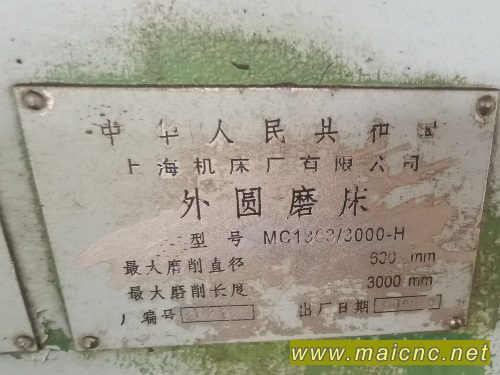 中华人民共和国
上海机床厂有限公司
外圆磨床
型号 MC1363/3000-H
最大磨削直径 630 mm
最大磨削长度 3000 mm
厂编号 出厂日期
www.maicnc.net